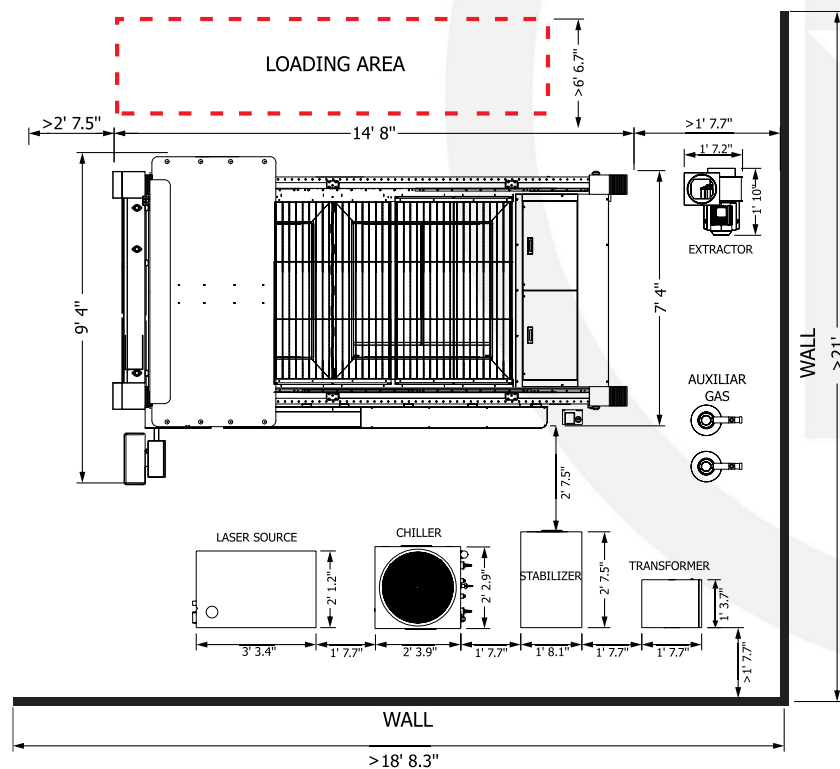 LOADING AREA
>6' 6.7"
>2' 7.5"
14' 8"
>1' 7.7"
1' 7.2"
1' 10"
EXTRACTOR
9' 4"
7' 4"
WALL
>21'
AUXILIAR
GAS
2' 7.5"
LASER SOURCE
CHILLER
STABILIZER
TRANSFORMER
2' 1.2"
2' 2.9"
2' 7.5"
1' 3.7"
3' 3.4"
1' 7.7"
2' 3.9"
1' 7.7"
1' 8.1"
1' 7.7"
1' 7.7"
>1' 7.7"
WALL
>18' 8.3"